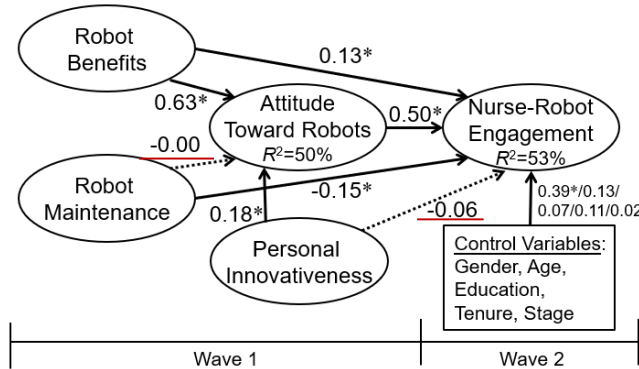 Robot
Benefits
0.13*
0.63*
Attitude
Toward Robots
R²=50%
0.50*
Nurse-Robot
Engagement
R²=53%
-0.00
Robot
Maintenance
-0.15*
0.18*
-0.06
Personal
Innovativeness
0.39*/0.13/
0.07/0.11/0.02
Control Variables:
Gender, Age,
Education,
Tenure, Stage
Wave 1
Wave 2